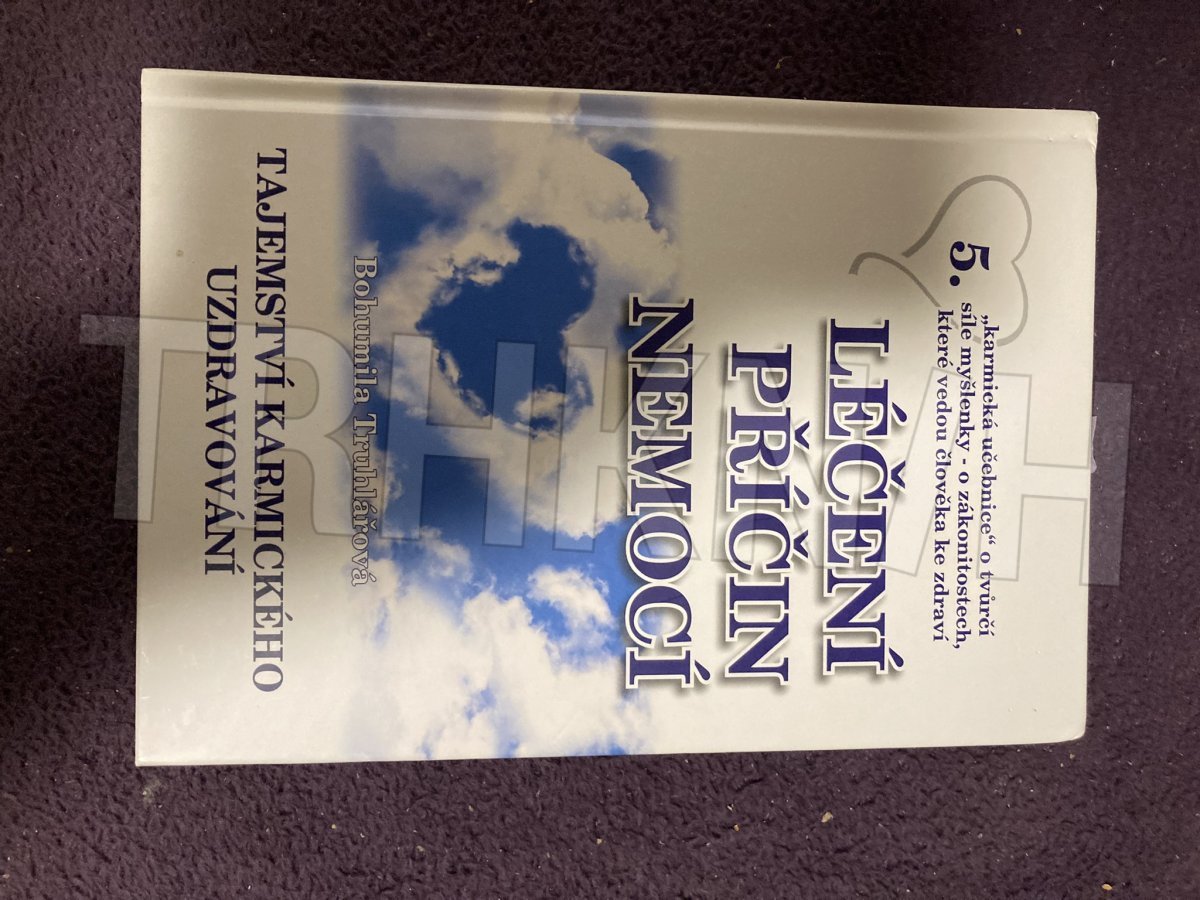 5. „karmická učebnice“ o tvůrčí
síle myšlenky - o zákonitostech,
které vedou člověka ke zdraví
LÉČENÍ
PŘÍČIN
NEMOCÍ
Bohumila Truhlářová
TAJEMSTVÍ KARMICKÉHO
UZDRAVOVÁNÍ